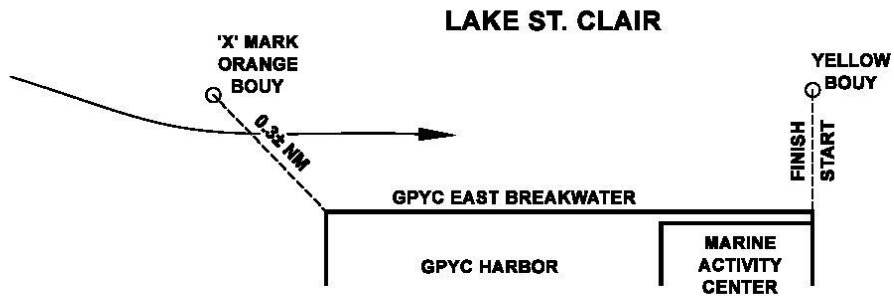 LAKE ST. CLAIR
'X' MARK
ORANGE
BOUY
YELLOW
BOUY
0.3± NM
FINISH
START
GPYC EAST BREAKWATER
GPYC HARBOR
MARINE
ACTIVITY
CENTER